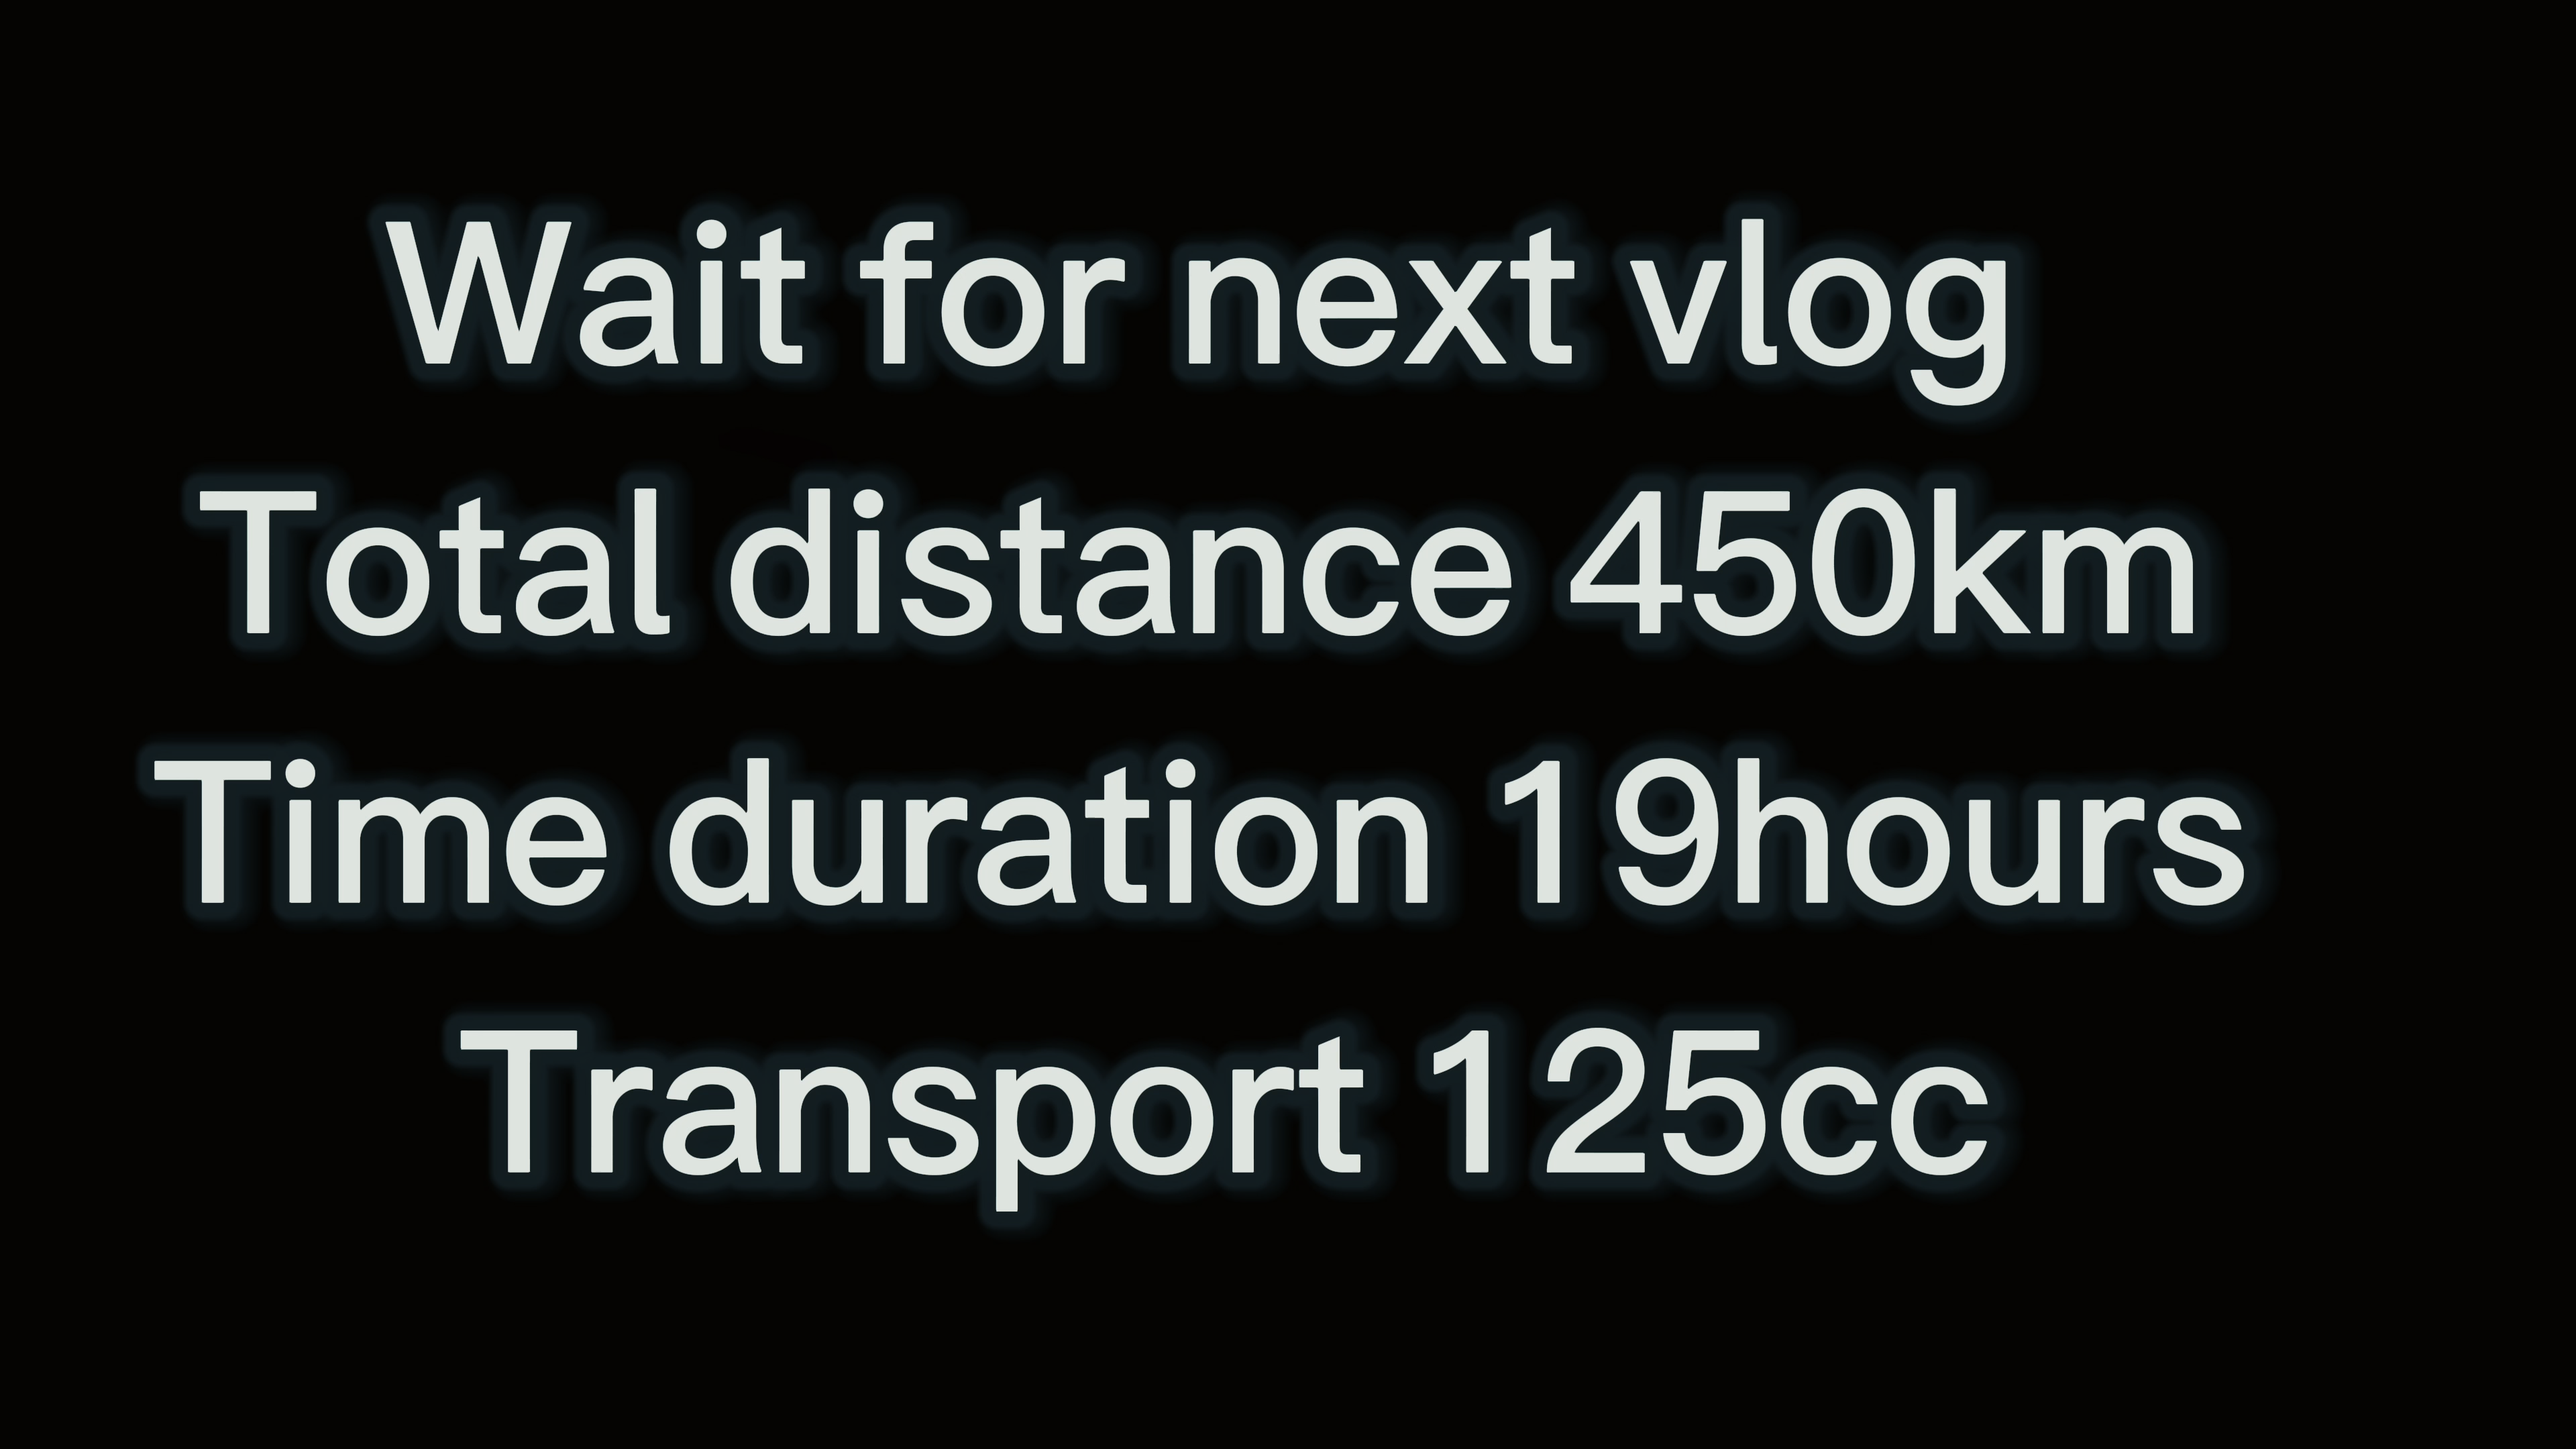 Wait for next vlog
Total distance 450km
Time duration 19hours
Transport 125cc